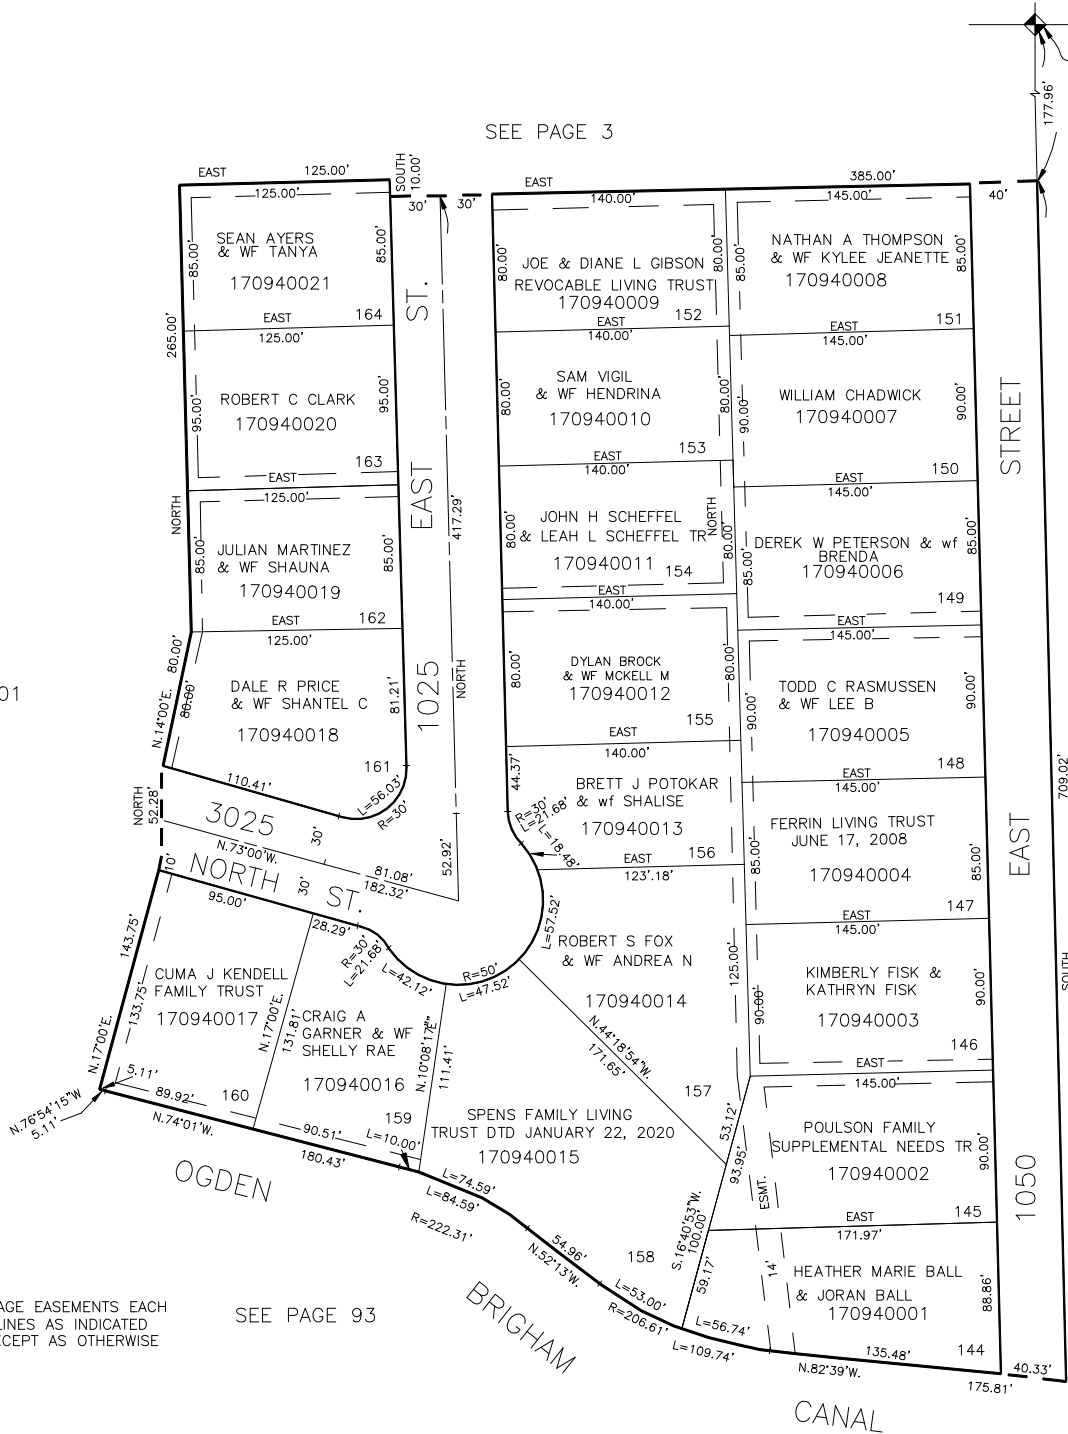 177.96'
SEE PAGE 3
EAST
125.00'
SOUTH
10.00'
EAST
385.00'
125.00'
30'
30'
140.00'
145.00'
40'
SEAN AYERS
& WF TANYA
170940021
85.00'
85.00'
EAST
164
125.00'
265.00'
ROBERT C CLARK
170940020
95.00'
95.00'
163
EAST
125.00'
NORTH
JULIAN MARTINEZ
& WF SHAUNA
170940019
85.00'
85.00'
EAST
162
125.00'
80.00'
80.00'
N.14°00'E.
DALE R PRICE
& WF SHANTEL C
170940018
81.21'
161
110.41'
L=56.03'
R=30'
1025
EAST
ST.
417.29'
NORTH
52.92'
JOE & DIANE L GIBSON
REVOCABLE LIVING TRUST
170940009
80.00'
80.00'
EAST
152
140.00'
SAM VIGIL
& WF HENDRINA
170940010
80.00'
80.00'
153
EAST
140.00'
JOHN H SCHEFFEL
& LEAH L SCHEFFEL TR
170940011
80.00'
80.00'
NORTH
154
EAST
140.00'
DYLAN BROCK
& WF MCKELL M
170940012
80.00'
80.00'
155
EAST
140.00'
BRETT J POTOKAR
& wf SHALISE
170940013
44.37'
R=30'
L=21.68'
L=18.48'
EAST
156
123'.18'
NATHAN A THOMPSON
& WF KYLEE JEANETTE
170940008
85.00'
85.00'
EAST
151
145.00'
WILLIAM CHADWICK
170940007
90.00'
90.00'
150
EAST
145.00'
DEREK W PETERSON & wf
BRENDA
170940006
85.00'
85.00'
149
EAST
145.00'
TODD C RASMUSSEN
& WF LEE B
170940005
90.00'
90.00'
148
EAST
145.00'
FERRIN LIVING TRUST
JUNE 17, 2008
170940004
85.00'
85.00'
147
EAST
145.00'
KIMBERLY FISK &
KATHRYN FISK
170940003
90.00'
90.00'
146
EAST
145.00'
POULSON FAMILY
SUPPLEMENTAL NEEDS TR
170940002
90.00'
145
EAST
171.97'
HEATHER MARIE BALL
& JORAN BALL
170940001
88.86'
144
135.48'
N.82°39'W.
40.33'
175.81'
1050
EAST
STREET
709.02'
SOUTH
01
NORTH
52.28'
3025
NORTH
ST.
30'
30'
N.73°00'W.
81.08'
182.32'
10'
95.00'
28.29'
R=30'
L=21.68'
L=42.12'
R=50'
L=47.52'
L=57.52'
143.75'
133.75'
N.17°00'E.
CUMA J KENDELL
FAMILY TRUST
170940017
N.17°00'E.
131.81'
5.11'
N.76°54'15"W
5.11'
89.92'
160
N.74°01'W.
CRAIG A
GARNER & WF
SHELLY RAE
170940016
N.10°08'17E"
111.41'
159
90.51'
L=10.00'
180.43'
SPENS FAMILY LIVING
TRUST DTD JANUARY 22, 2020
170940015
L=74.59'
L=84.59'
R=222.31'
54.96'
N.52°13'W.
158
L=53.00'
R=206.61'
ROBERT S FOX
& WF ANDREA N
170940014
125.00'
N.44°18'54"W.
171.65'
157
53.12'
93.95'
S.16°40'53"W.
100.00'
59.17'
ESMT.
14'
L=56.74'
L=109.74'
OGDEN
BRIGHAM
CANAL
AGE EASEMENTS EACH
LINES AS INDICATED
CEPT AS OTHERWISE
SEE PAGE 93